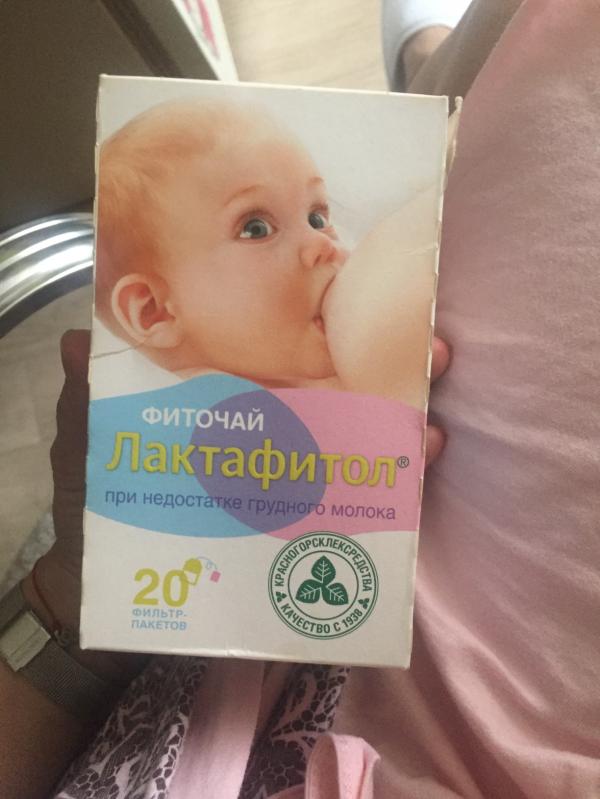 ФИТОЧАЙ
Лактафитол®
при недостатке грудного молока
20
ФИЛЬТР-
ПАКЕТОВ
КРАСНОГОРСКЛЕКСРЕДСТВА
КАЧЕСТВО С 1938